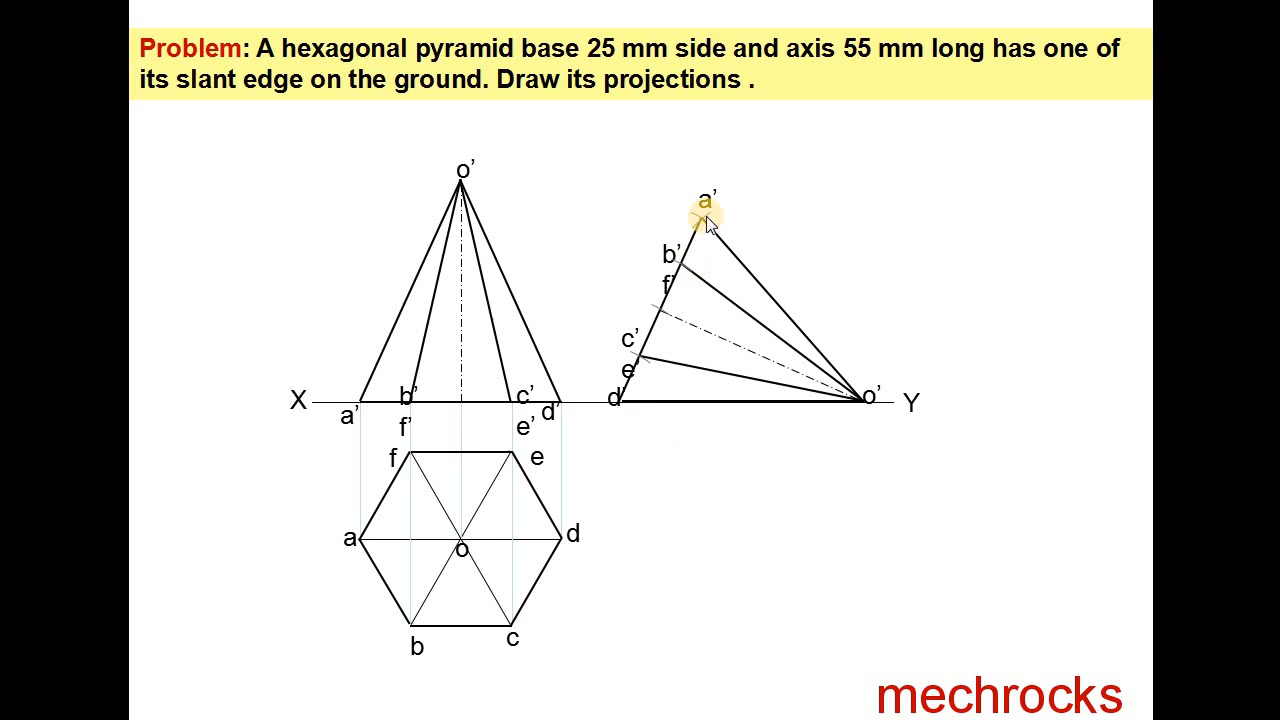 Problem: A hexagonal pyramid base 25 mm side and axis 55 mm long has one of
its slant edge on the ground. Draw its projections .
o’
a’
b’
f’
c’
e’
d’
o’
X
Y
a’
b’
f’
c’
e’
d’
f
e
a
o
d
b
c
mechrocks